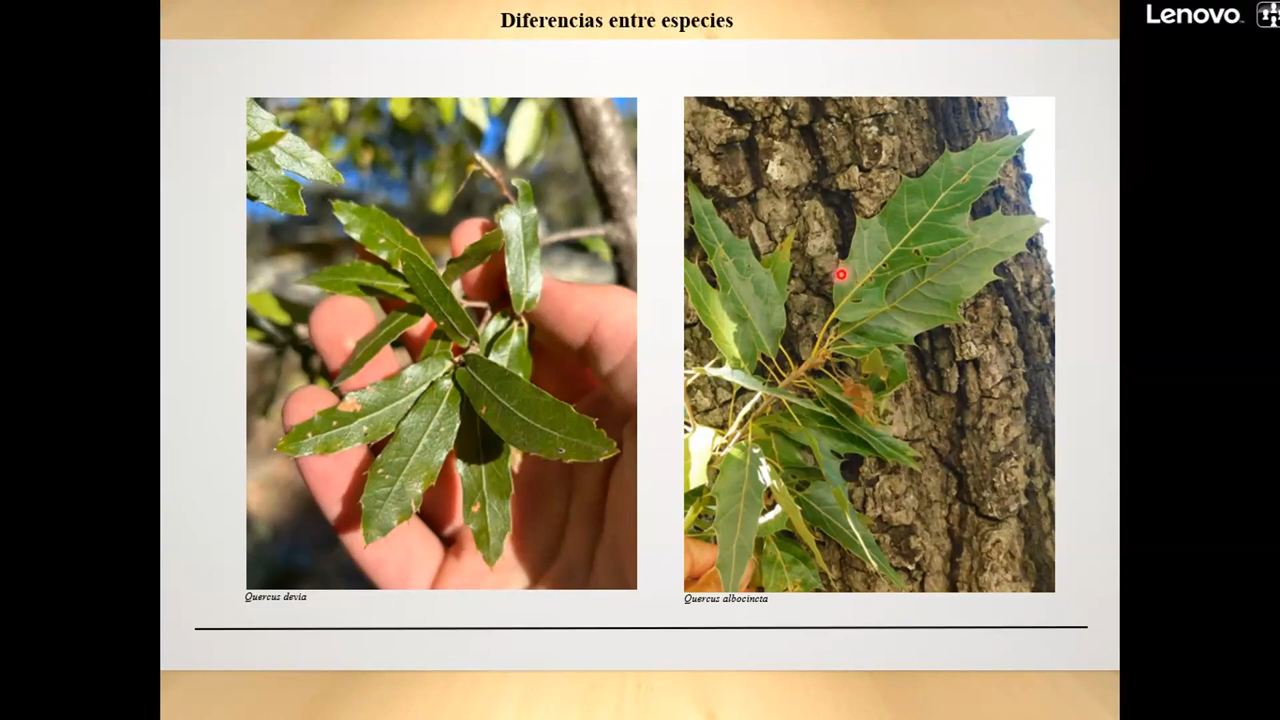 Diferencias entre especies
Lenovo
Quercus devia
Quercus albocincta